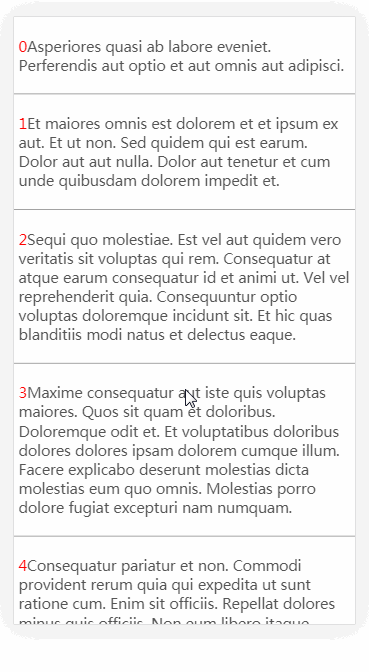 0Asperiores quasi ab labore eveniet.
Perferendis aut optio et aut omnis aut adipisci.
1Et maiores omnis est dolorem et et ipsum ex
aut. Et ut non. Sed quidem qui est earum.
Dolor aut aut nulla. Dolor aut tenetur et cum
unde quibusdam dolorem impedit et.
2Sequi quo molestiae. Est vel aut quidem vero
veritatis sit voluptas qui rem. Consequatur at
atque earum consequatur id et animi ut. Vel vel
reprehenderit quia. Consequuntur optio
voluptas doloremque incidunt sit. Et hic quas
blanditiis modi natus et delectus eaque.
3Maxime consequatur aut iste quis voluptas
maiores. Quos sit quam et doloribus.
Doloremque odit et. Et voluptatibus doloribus
dolores dolores ipsam dolorem cumque illum.
Facere explicabo deserunt molestias dicta
molestias eum quo omnis. Molestias porro
dolore fugiat excepturi nam numquam.
4Consequatur pariatur et non. Commodi
provident rerum quia qui expedita ut sunt
ratione cum. Enim sit officiis. Repellat dolores
minus quis officiis. Non eum libero itaque